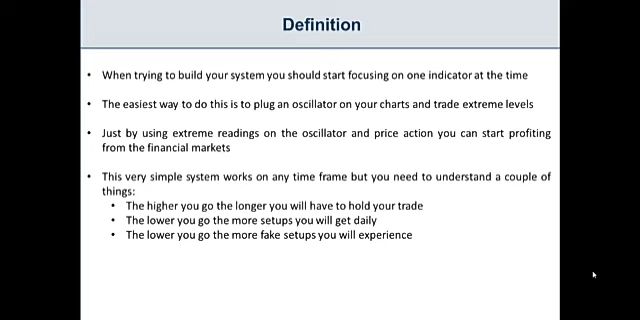 Definition
• When trying to build your system you should start focusing on one indicator at the time
• The easiest way to do this is to plug an oscillator on your charts and trade extreme levels
• Just by using extreme readings on the oscillator and price action you can start profiting
from the financial markets
• This very simple system works on any time frame but you need to understand a couple of
things:
• The higher you go the longer you will have to hold your trade
• The lower you go the more setups you will get daily
• The lower you go the more fake setups you will experience